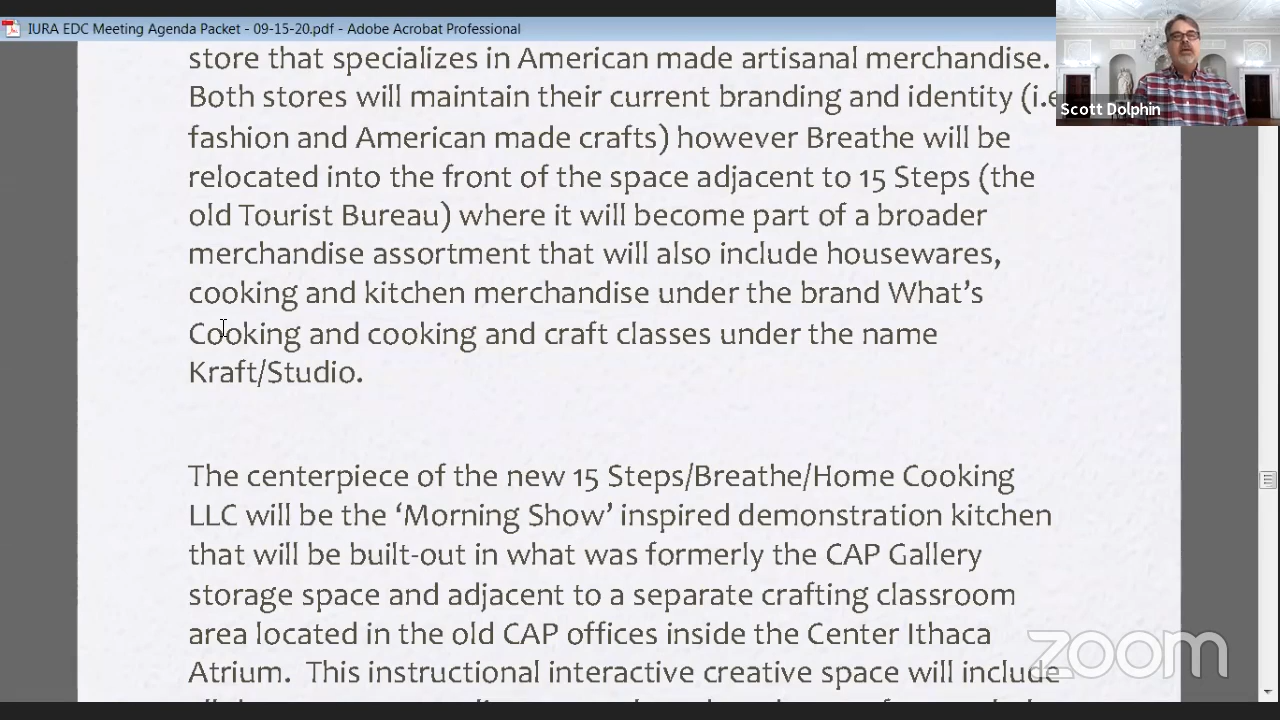 IURA EDC Meeting Agenda Packet - 09-15-20.pdf - Adobe Acrobat Professional
store that specializes in American made artisanal merchandise.
Both stores will maintain their current branding and identity (i.e
fashion and American made crafts) however Breathe will be
relocated into the front of the space adjacent to 15 Steps (the
old Tourist Bureau) where it will become part of a broader
merchandise assortment that will also include housewares,
cooking and kitchen merchandise under the brand What's
Cooking and cooking and craft classes under the name
Kraft/Studio.
The centerpiece of the new 15 Steps/Breathe/Home Cooking
LLC will be the ‘Morning Show’ inspired demonstration kitchen
that will be built-out in what was formerly the CAP Gallery
storage space and adjacent to a separate crafting classroom
area located in the old CAP offices inside the Center Ithaca
Atrium. This instructional interactive creative space will include
Scott Dolphin
zoom